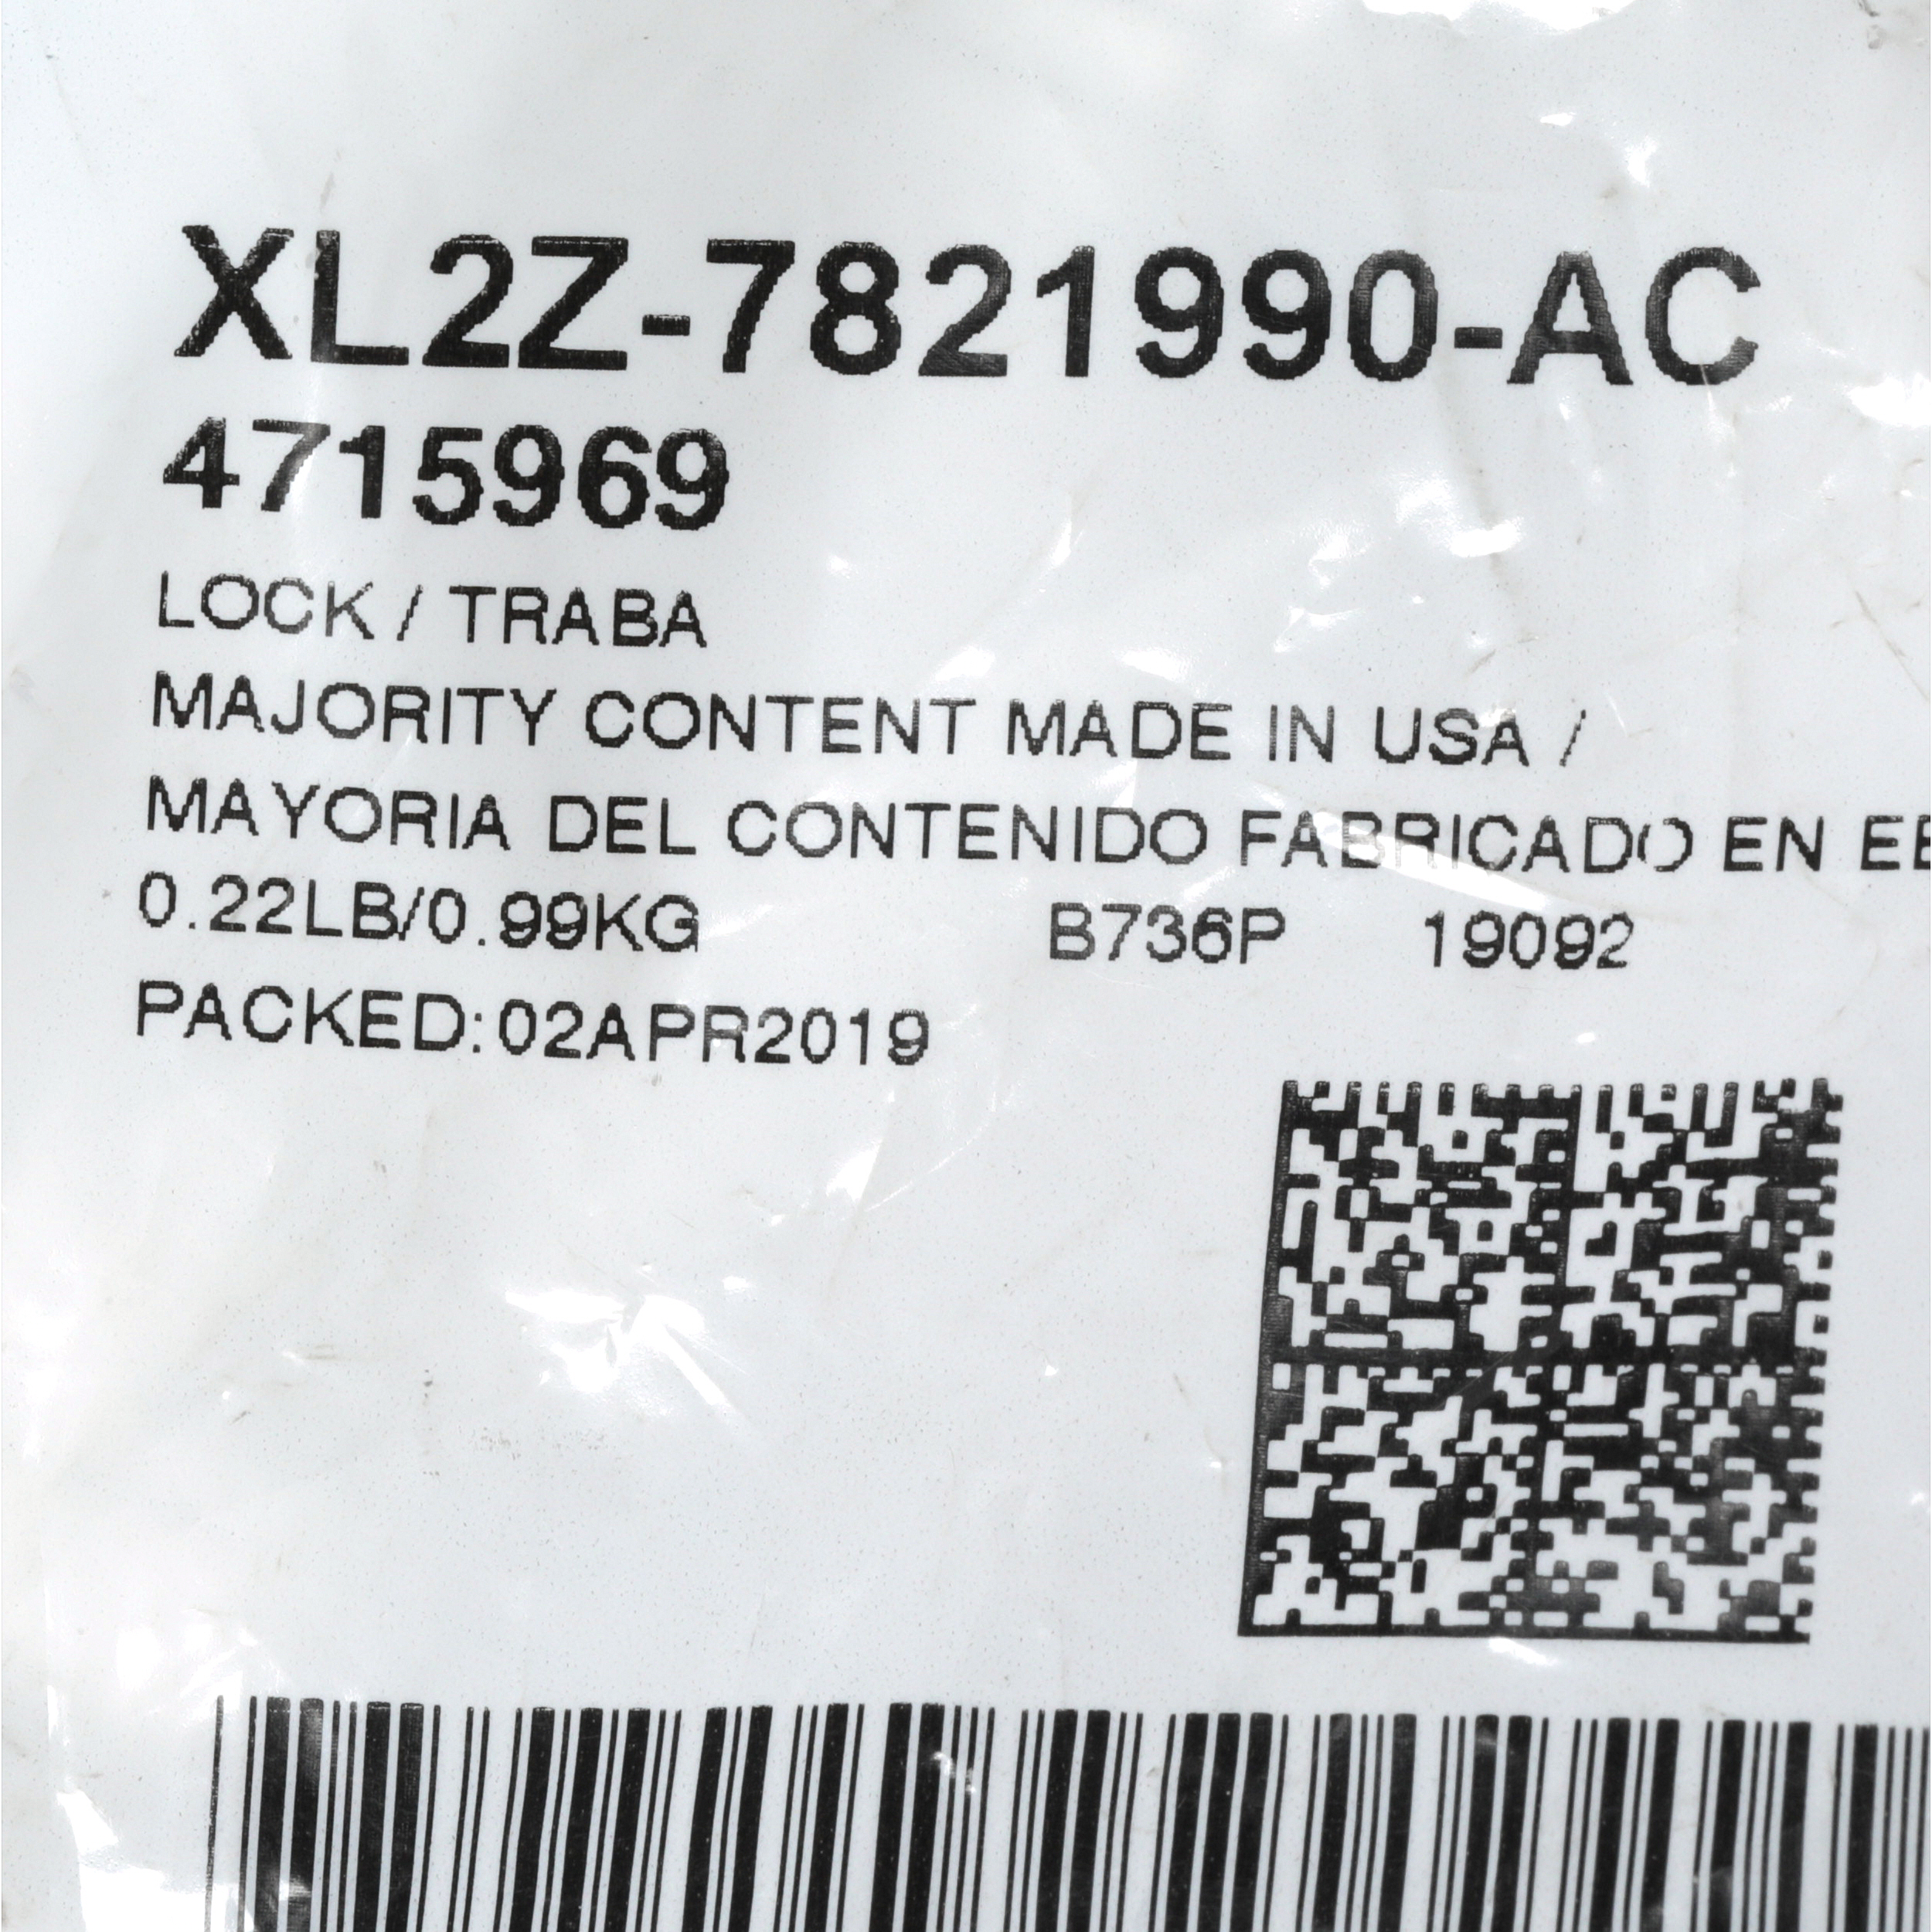 XL2Z-7821990-AC
4715969
LOCK / TRABA
MAJORITY CONTENT MADE IN USA /
MAYORIA DEL CONTENIDO FABRICADO EN EE
0.22LB/0.99KG B736P 19092
PACKED:02APR2019